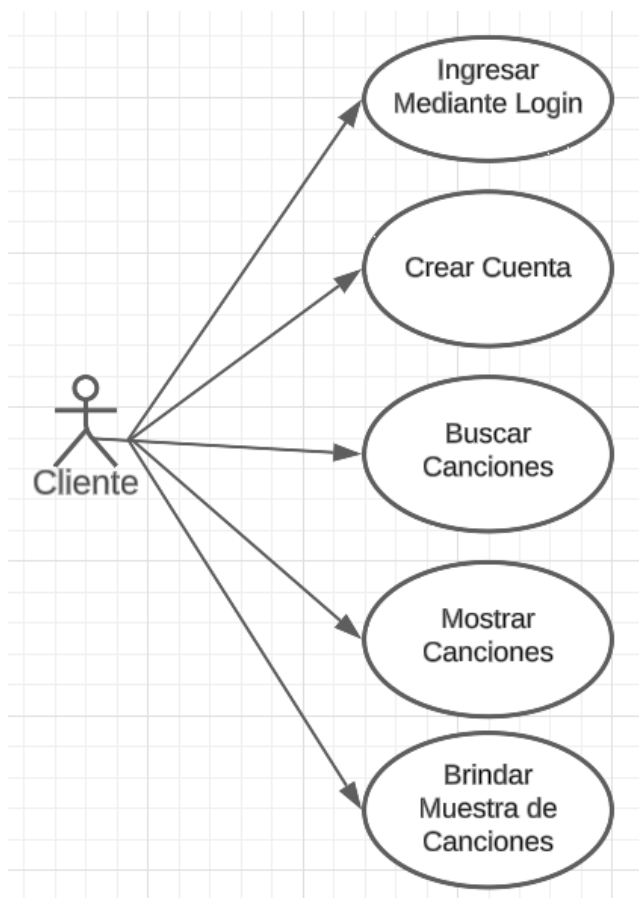 Ingresar
Mediante Login
Crear Cuenta
Buscar
Canciones
Cliente
Mostrar
Canciones
Brindar
Muestra de
Canciones